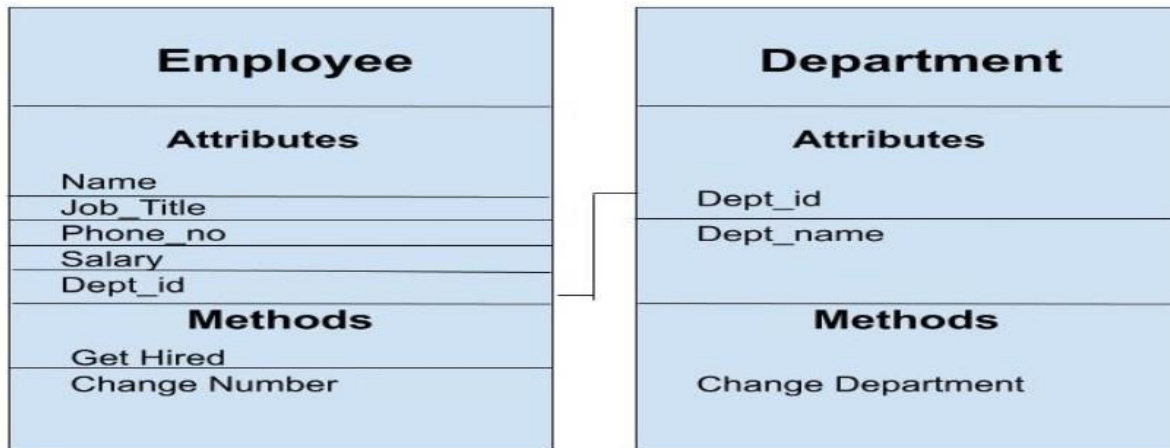 Employee
Attributes
Name
Job_Title
Phone_no
Salary
Dept_id
Methods
Get Hired
Change Number
Department
Attributes
Dept_id
Dept_name
Methods
Change Department